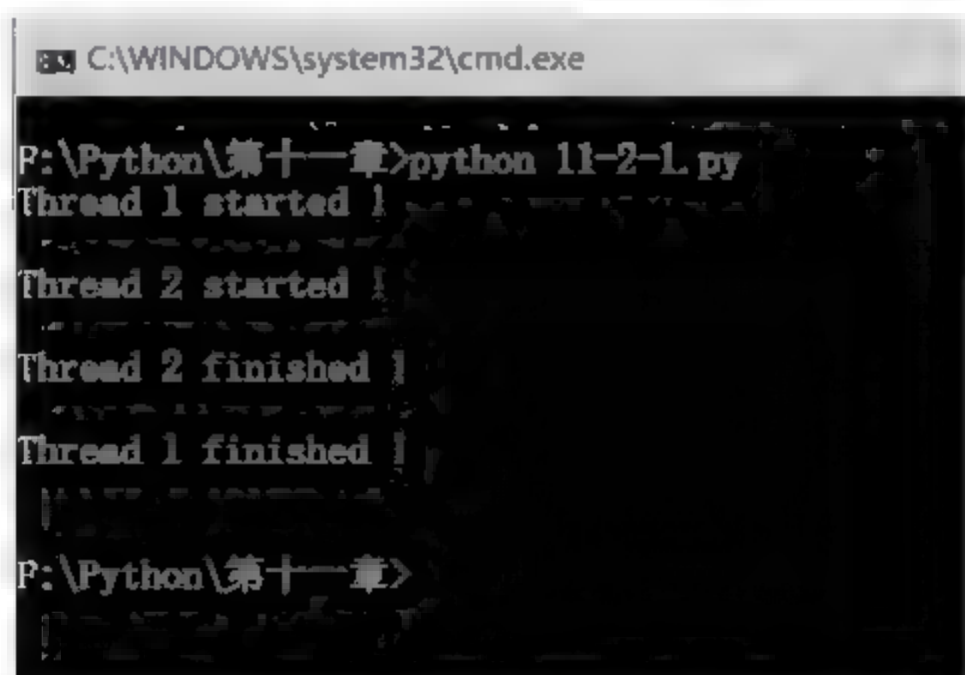 C:\WINDOWS\system32\cmd.exe
P:\Python\第十一章>python 11-2-1.py
Thread 1 started !
Thread 2 started !
Thread 2 finished !
Thread 1 finished !
P:\Python\第十一章>